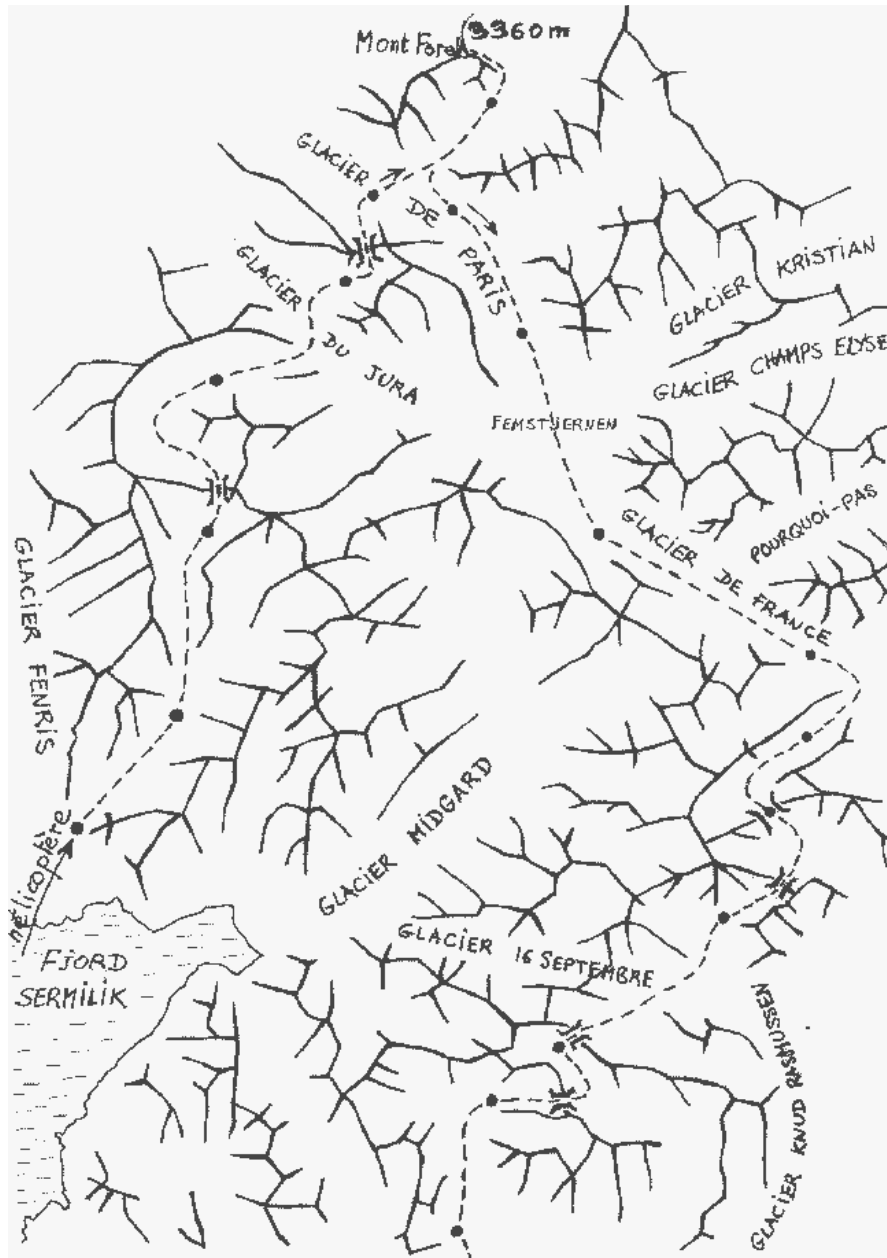 3360 m
Mont Forel
GLACIER DE PARIS
GLACIER DU JURA
GLACIER KRISTIAN
GLACIER CHAMPS ELYSE
FEMSTJERNEN
GLACIER DE FRANCE
POURQUOI-PAS
GLACIER FENRIS
GLACIER MIDGARD
hélicoptère
GLACIER 16 SEPTEMBRE
FJORD
SERMILIK
GLACIER KNUD RASMUSSEN